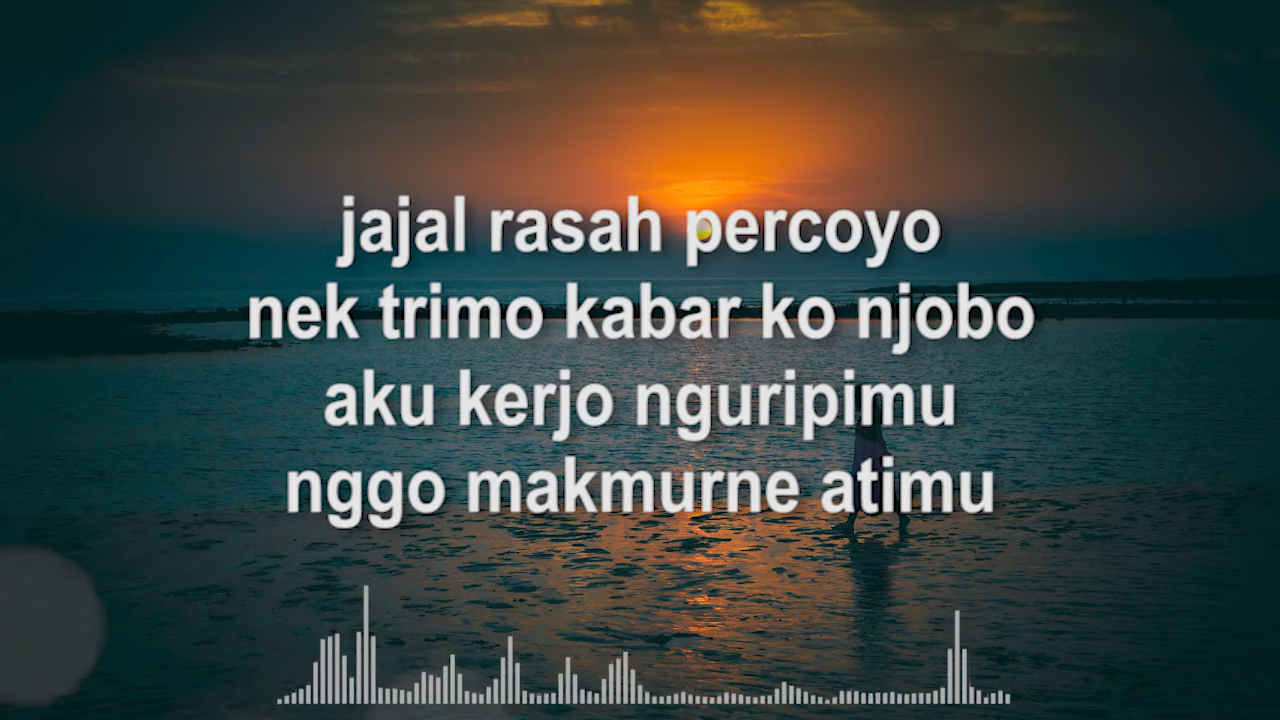 jajal rasah percoyo
nek trimo kabar ko njobo
aku kerjo nguripimu
nggo makmurne atimu